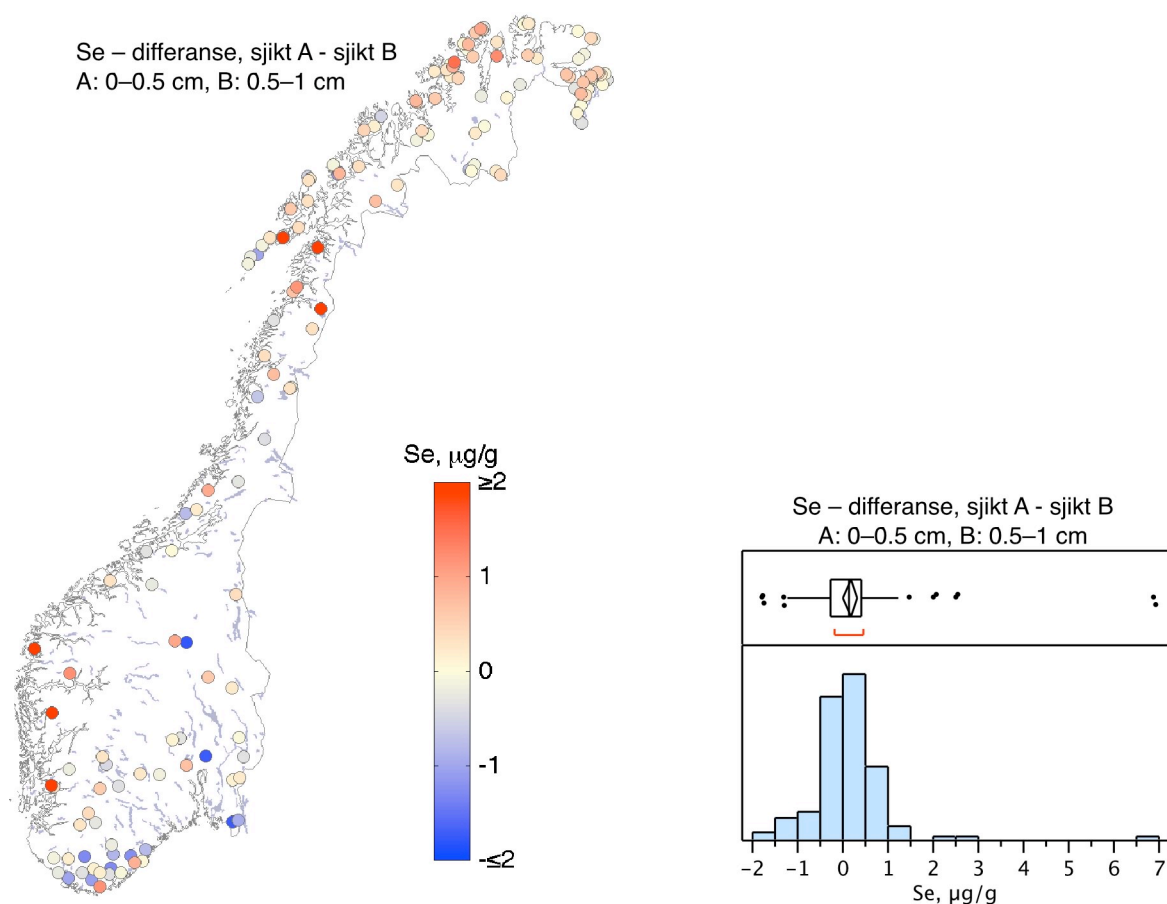 Se – differanse, sjikt A - sjikt B
A: 0–0.5 cm, B: 0.5–1 cm
Se, µg/g
≥2
1
0
-1
-≤2
Se – differanse, sjikt A - sjikt B
A: 0–0.5 cm, B: 0.5–1 cm
-2 -1 0 1 2 3 4 5 6 7
Se, µg/g